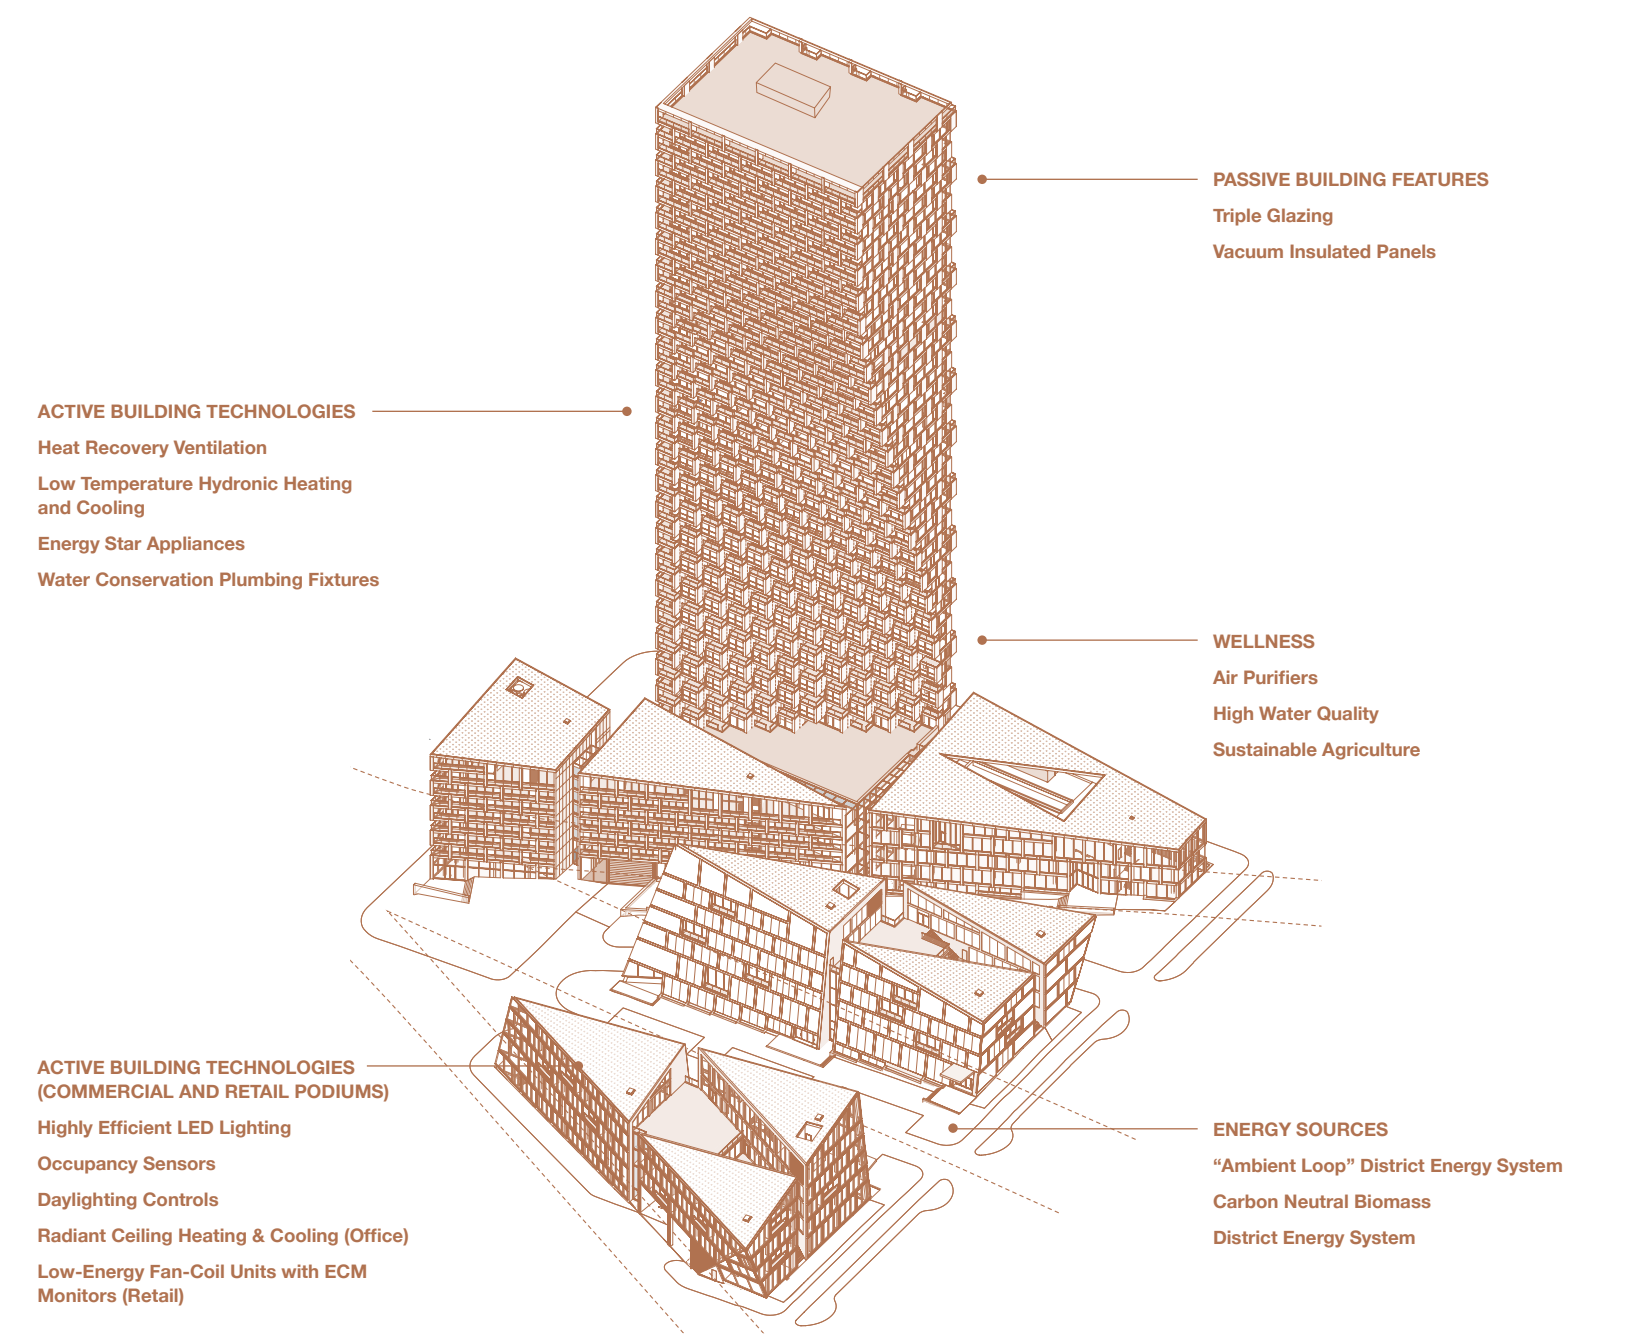 PASSIVE BUILDING FEATURES
Triple Glazing
Vacuum Insulated Panels
ACTIVE BUILDING TECHNOLOGIES
Heat Recovery Ventilation
Low Temperature Hydronic Heating
and Cooling
Energy Star Appliances
Water Conservation Plumbing Fixtures
WELLNESS
Air Purifiers
High Water Quality
Sustainable Agriculture
ACTIVE BUILDING TECHNOLOGIES
(COMMERCIAL AND RETAIL PODIUMS)
Highly Efficient LED Lighting
Occupancy Sensors
Daylighting Controls
Radiant Ceiling Heating & Cooling (Office)
Low-Energy Fan-Coil Units with ECM
Monitors (Retail)
ENERGY SOURCES
“Ambient Loop” District Energy System
Carbon Neutral Biomass
District Energy System